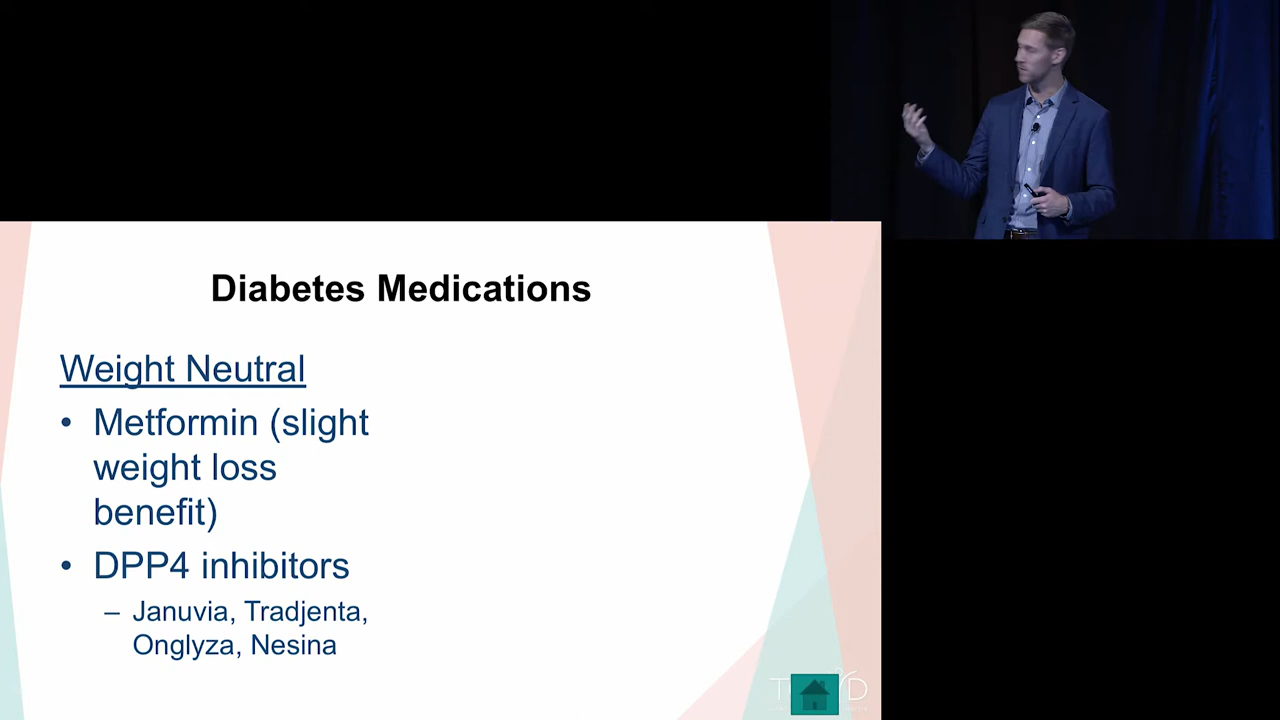 Diabetes Medications
Weight Neutral
• Metformin (slight
weight loss
benefit)
• DPP4 inhibitors
– Januvia, Tradjenta,
Onglyza, Nesina